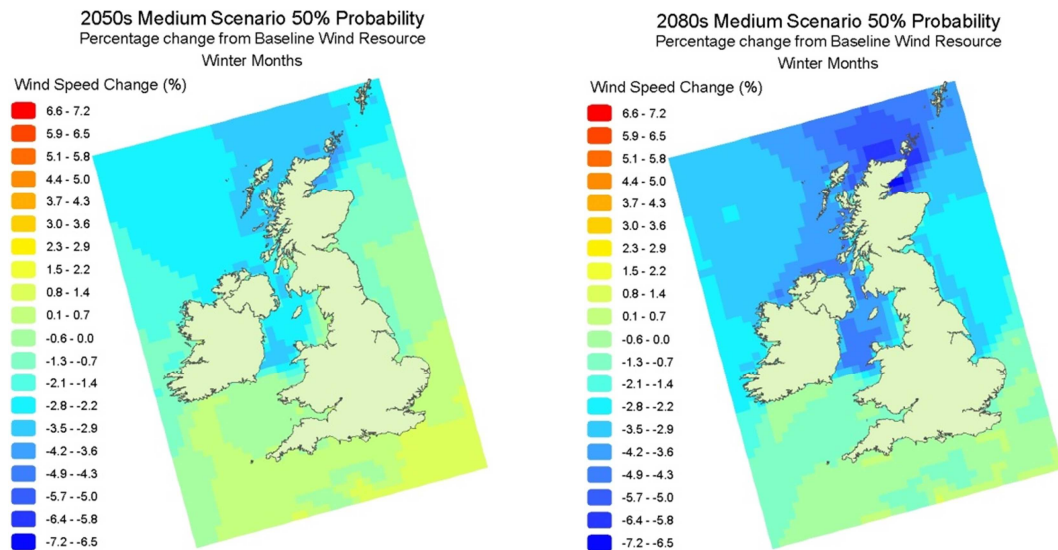 2050s Medium Scenario 50% Probability
Percentage change from Baseline Wind Resource
Winter Months
Wind Speed Change (%)
6.6 - 7.2
5.9 - 6.5
5.1 - 5.8
4.4 - 5.0
3.7 - 4.3
3.0 - 3.6
2.3 - 2.9
1.5 - 2.2
0.8 - 1.4
0.1 - 0.7
-0.6 - 0.0
-1.3 - -0.7
-2.1 - -1.4
-2.8 - -2.2
-3.5 - -2.9
-4.2 - -3.6
-4.9 - -4.3
-5.7 - -5.0
-6.4 - -5.8
-7.2 - -6.5
2080s Medium Scenario 50% Probability
Percentage change from Baseline Wind Resource
Winter Months
Wind Speed Change (%)
6.6 - 7.2
5.9 - 6.5
5.1 - 5.8
4.4 - 5.0
3.7 - 4.3
3.0 - 3.6
2.3 - 2.9
1.5 - 2.2
0.8 - 1.4
0.1 - 0.7
-0.6 - 0.0
-1.3 - -0.7
-2.1 - -1.4
-2.8 - -2.2
-3.5 - -2.9
-4.2 - -3.6
-4.9 - -4.3
-5.7 - -5.0
-6.4 - -5.8
-7.2 - -6.5